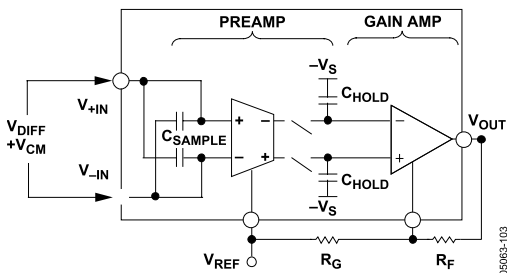 PREAMP
GAIN AMP
–VS
CHOLD
V+IN
CSAMPLE
VDIFF
+VCM
VOUT
+ –
– +
–
+
V–IN
CHOLD
–VS
VREF
RG
RF
05063-103